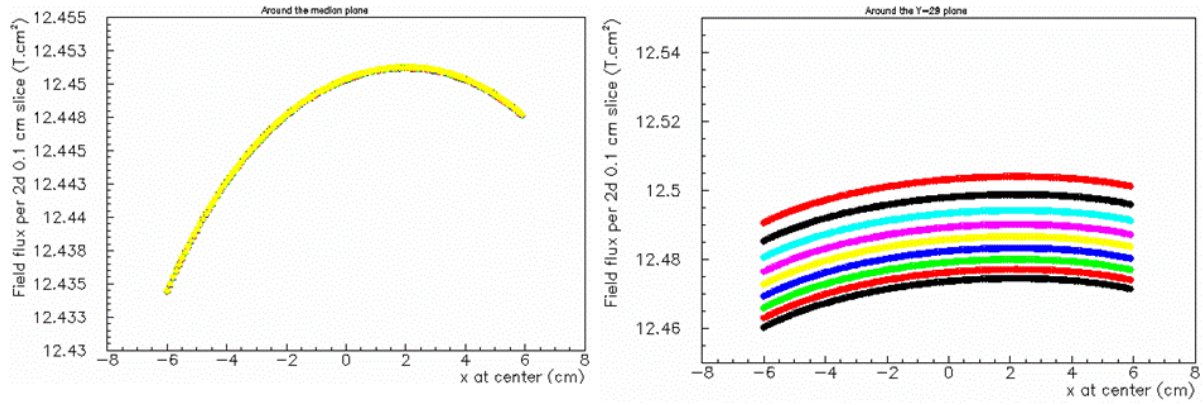 Around the median plane
Field flux per 2d 0.1 cm slice (T.cm²)
12.455
12.453
12.45
12.448
12.445
12.443
12.44
12.438
12.435
12.433
12.43
−8 −6 −4 −2 0 2 4 6 8
x at center (cm)
Around the Y=29 plane
Field flux per 2d 0.1 cm slice (T.cm²)
12.54
12.52
12.5
12.48
12.46
−8 −6 −4 −2 0 2 4 6 8
x at center (cm)